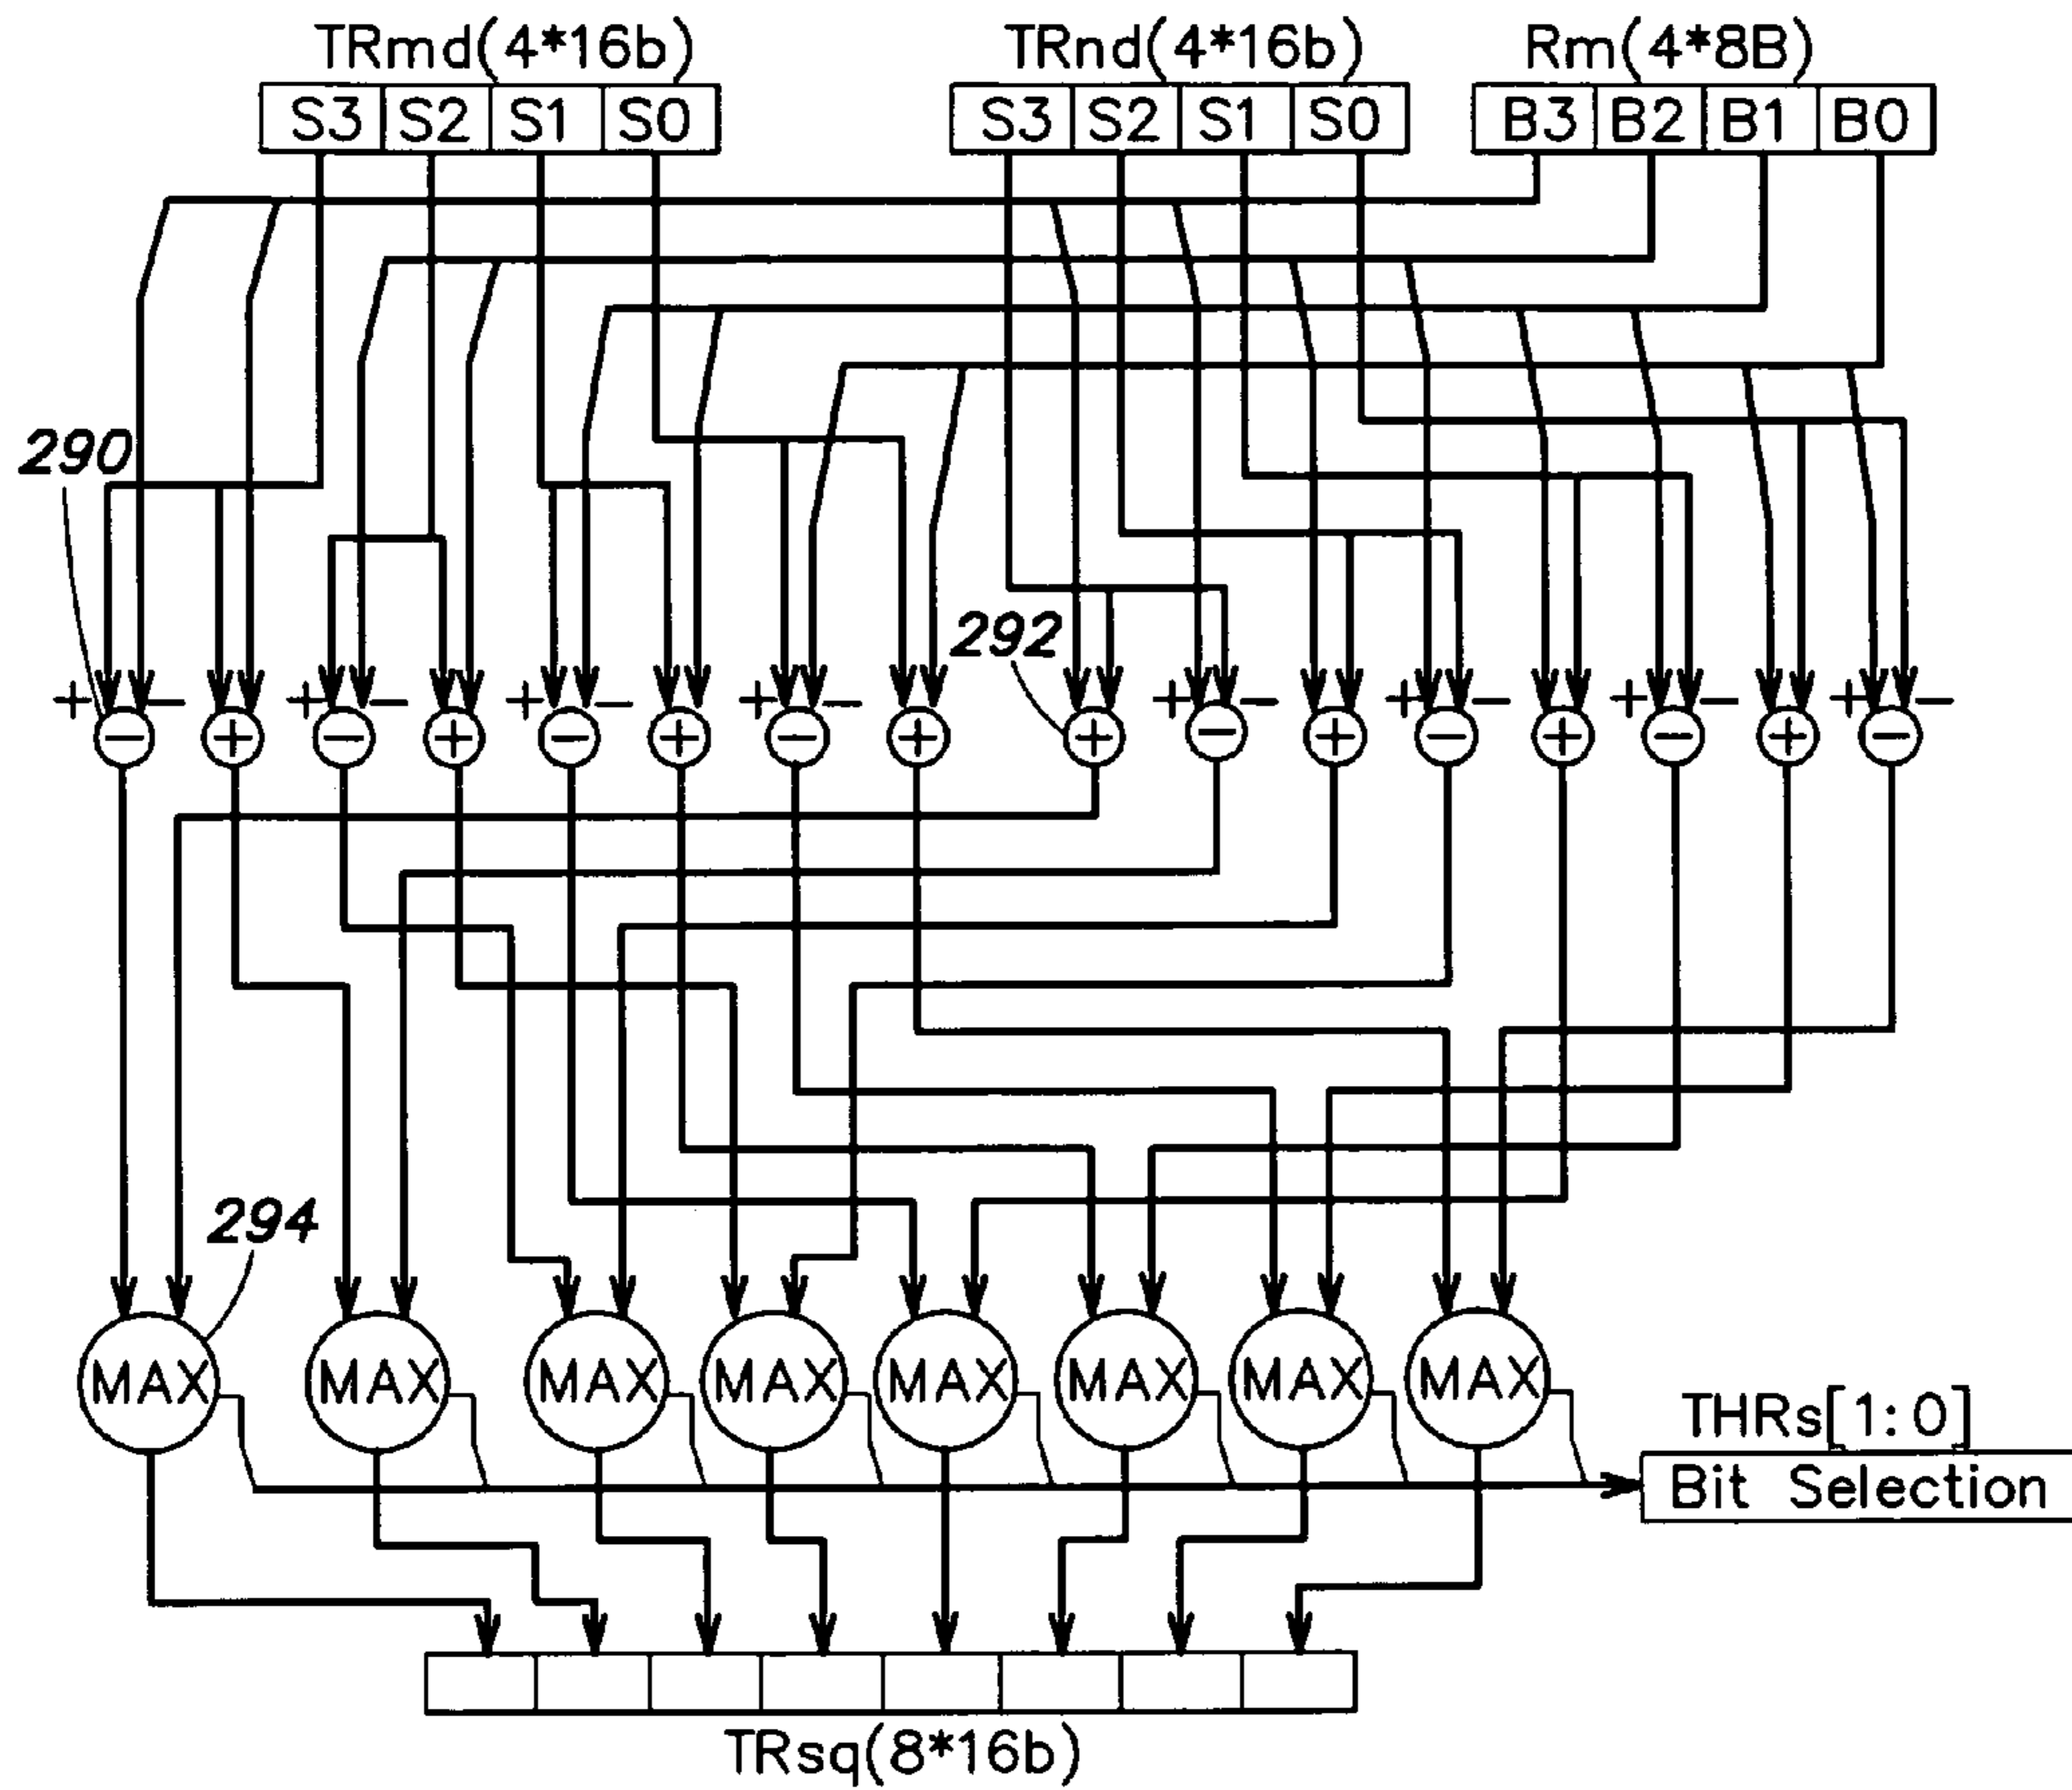 TRmd(4*16b) TRnd(4*16b) Rm(4*8B)
S3 S2 S1 S0 S3 S2 S1 S0 B3 B2 B1 B0
290
292
+ − + − + − + − + − + − + − + −
− + − + − + − + + − + − + − + −
294
MAX MAX MAX MAX MAX MAX MAX MAX
THRs[1:0]
Bit Selection
TRsq(8*16b)